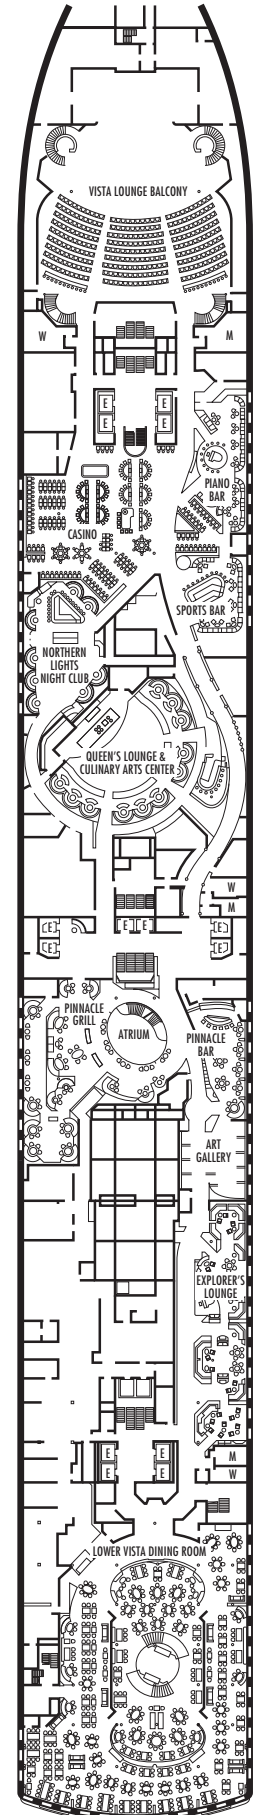 VISTA LOUNGE BALCONY
W
M
E
E
E
E
PIANO
BAR
CASINO
SPORTS BAR
NORTHERN
LIGHTS
NIGHT CLUB
QUEEN'S LOUNGE &
CULINARY ARTS CENTER
W
M
E
E
E
E
E
E
PINNACLE
GRILL
ATRIUM
PINNACLE
BAR
ART
GALLERY
EXPLORER'S
LOUNGE
E
E
E
E
M
W
LOWER VISTA DINING ROOM